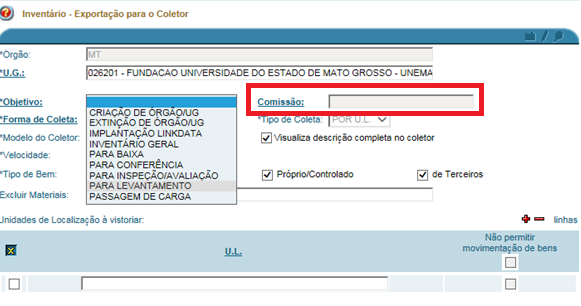 Inventário - Exportação para o Coletor
*Orgão: MT
*U.G.: 026201 - FUNDACAO UNIVERSIDADE DO ESTADO DE MATO GROSSO - UNEMA
*Objetivo: Comissão:
CRIAÇÃO DE ÓRGÃO/UG
EXTINÇÃO DE ÓRGÃO/UG
IMPLANTAÇÃO LINKDATA
INVENTÁRIO GERAL
PARA BAIXA
PARA CONFERÊNCIA
PARA INSPEÇÃO/AVALIAÇÃO
PARA LEVANTAMENTO
PASSAGEM DE CARGA
*Forma de Coleta: *Tipo de Coleta: POR U.L.
*Modelo do Coletor: Visualiza descrição completa no coletor
*Velocidade:
*Tipo de Bem: Próprio/Controlado de Terceiros
Excluir Materiais:
Unidades de Localização à vistoriar: linhas
U.L. Não permitir
movimentação de bens